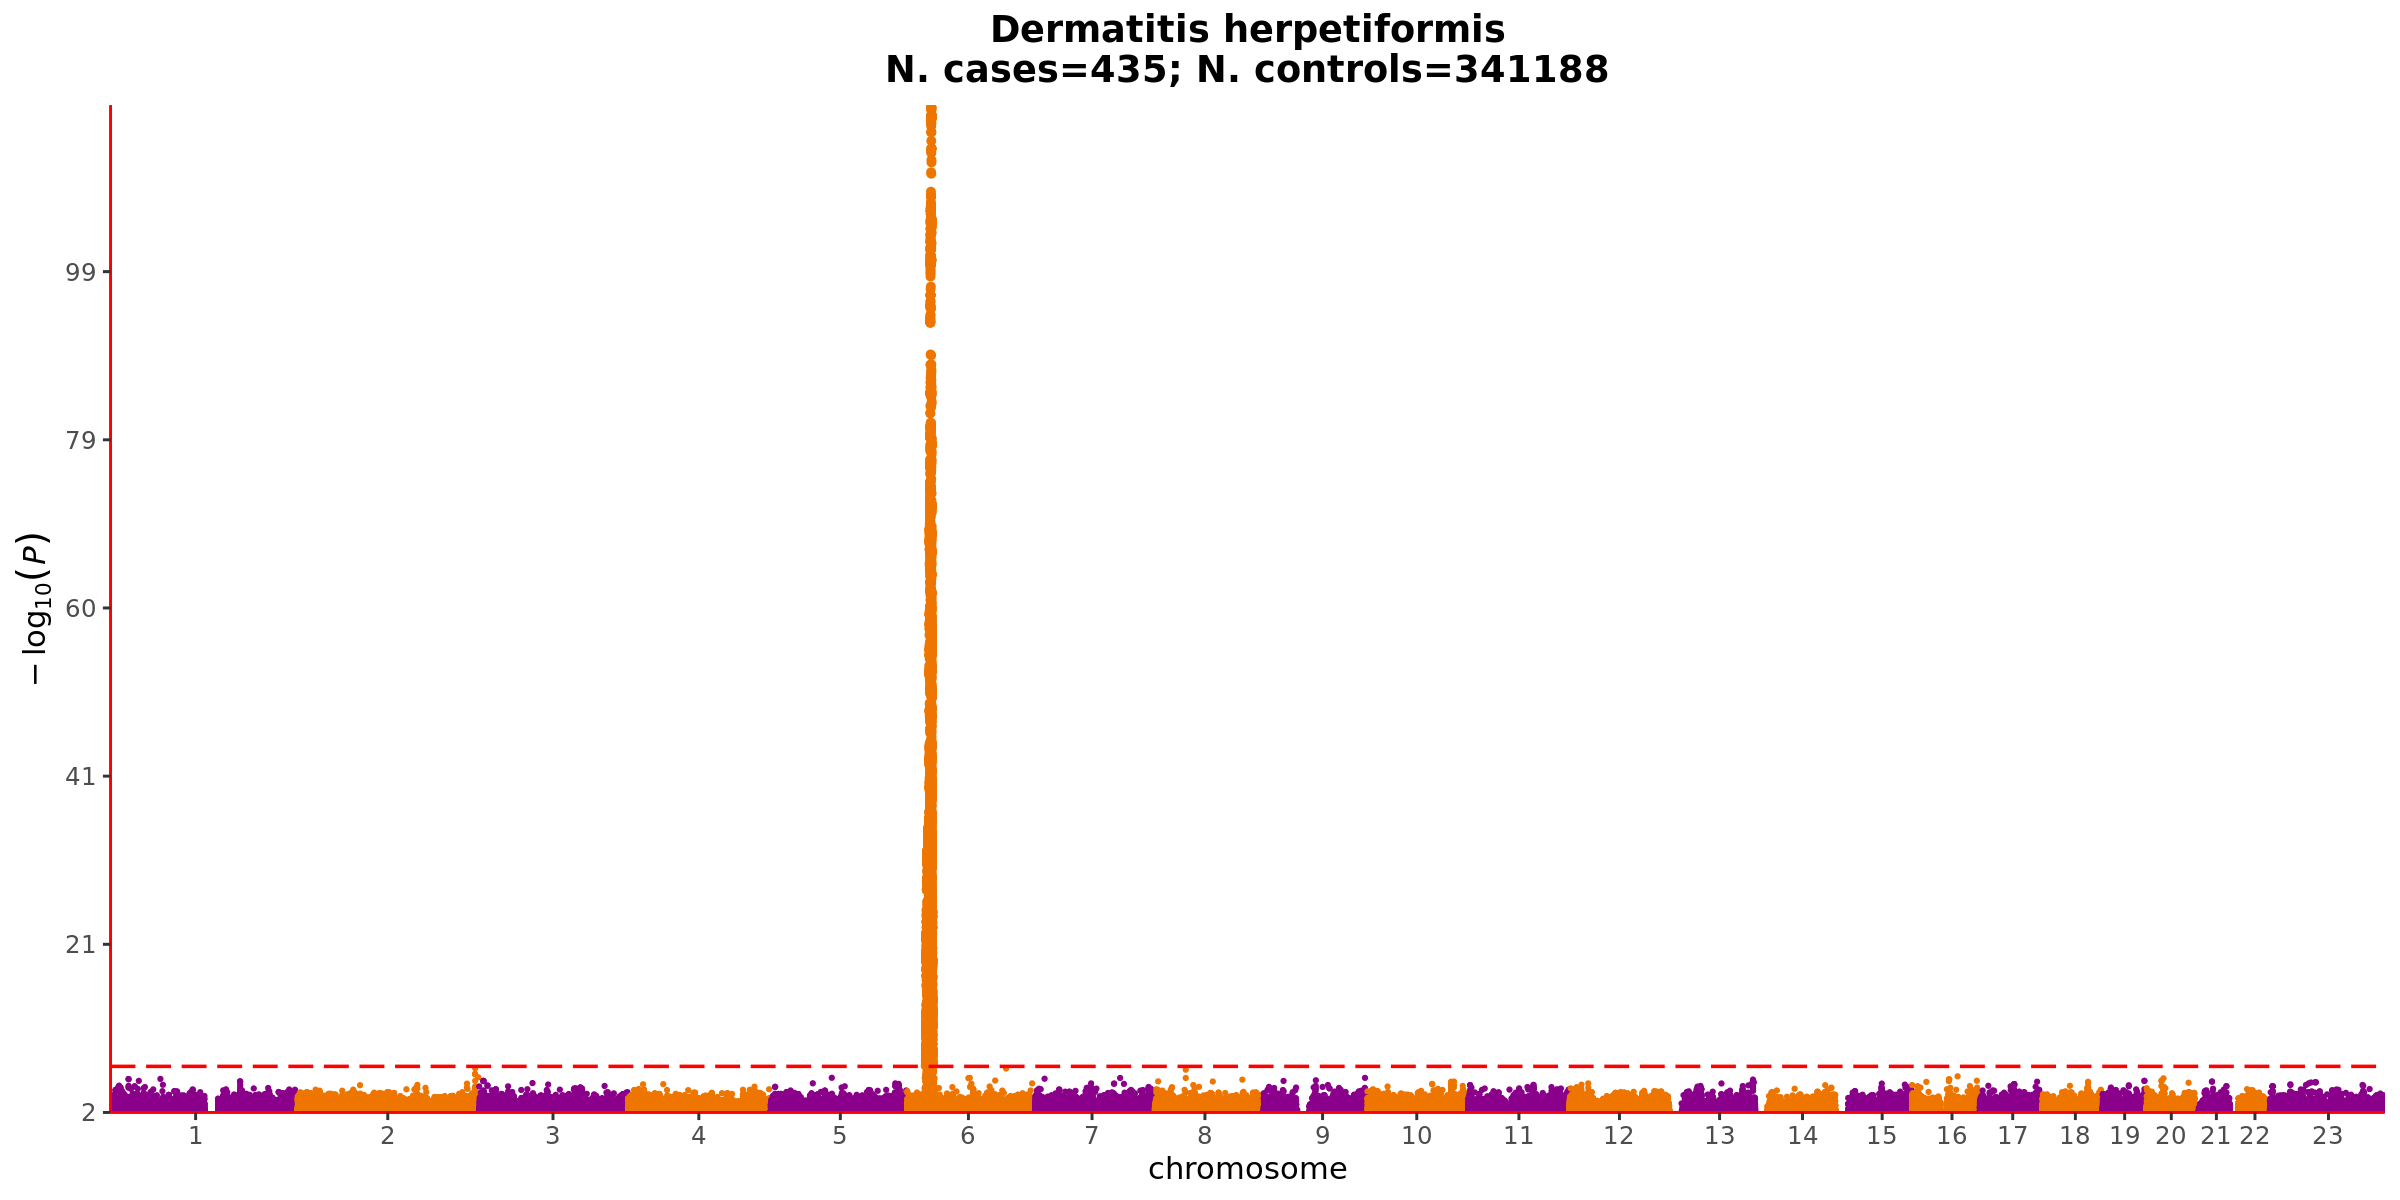 Dermatitis herpetiformis
N. cases=435; N. controls=341188
99
79
60
41
21
2
−log10(P)
1 2 3 4 5 6 7 8 9 10 11 12 13 14 15 16 17 18 19 20 21 22 23
chromosome